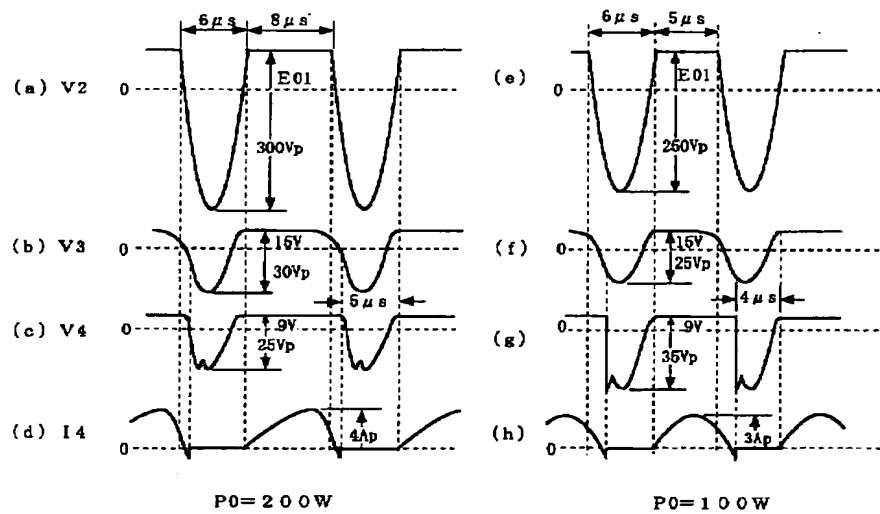 6μs 8μs
(a) V2 0 E01
300Vp
(b) V3 0 15V
30Vp
5μs
(c) V4 0 9V
25Vp
(d) I4 0 4Ap
P0=200W
6μs 5μs
(e) 0 E01
250Vp
(f) 0 15V
25Vp
4μs
(g) 0 9V
35Vp
(h) 0 3Ap
P0=100W